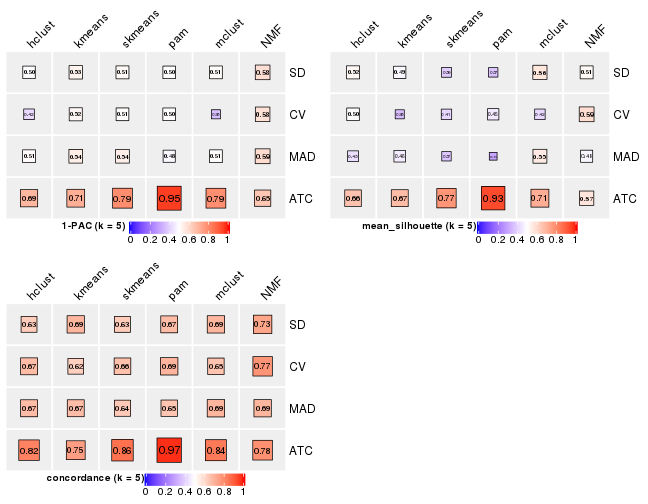 hclust kmeans skmeans pam mclust NMF
0.50 0.53 0.51 0.50 0.51 0.58 SD
0.52 0.51 0.50 0.58 CV
0.51 0.54 0.54 0.48 0.51 0.59 MAD
0.69 0.71 0.79 0.95 0.79 0.65 ATC
1-PAC (k = 5)
0 0.2 0.4 0.6 0.8 1
hclust kmeans skmeans pam mclust NMF
0.52 0.49 0.56 0.51 SD
0.50 0.45 0.59 CV
0.46 0.55 0.48 MAD
0.66 0.67 0.77 0.93 0.71 0.57 ATC
mean_silhouette (k = 5)
0 0.2 0.4 0.6 0.8 1
hclust kmeans skmeans pam mclust NMF
0.63 0.69 0.63 0.67 0.69 0.73 SD
0.67 0.62 0.66 0.69 0.65 0.77 CV
0.67 0.67 0.64 0.65 0.69 0.69 MAD
0.82 0.75 0.86 0.97 0.84 0.78 ATC
concordance (k = 5)
0 0.2 0.4 0.6 0.8 1